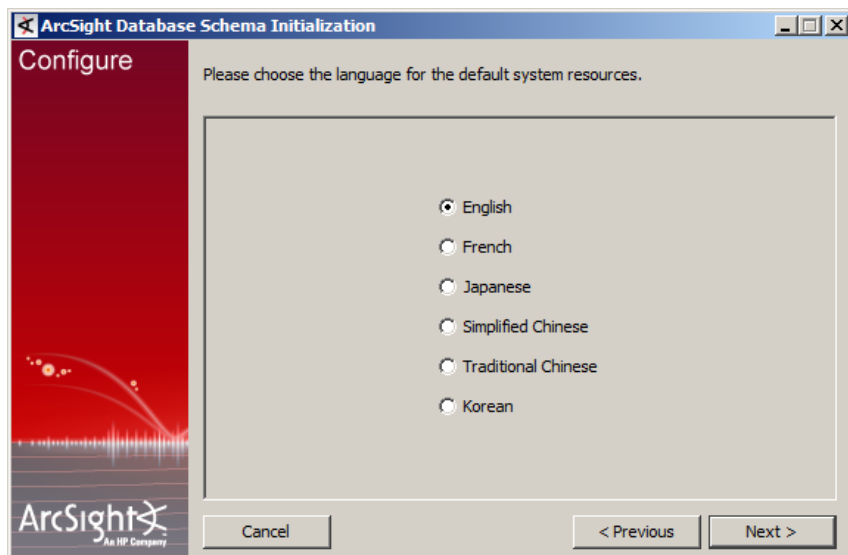 ArcSight Database Schema Initialization
Configure
Please choose the language for the default system resources.
English
French
Japanese
Simplified Chinese
Traditional Chinese
Korean
ArcSight
An HP Company
Cancel
< Previous
Next >